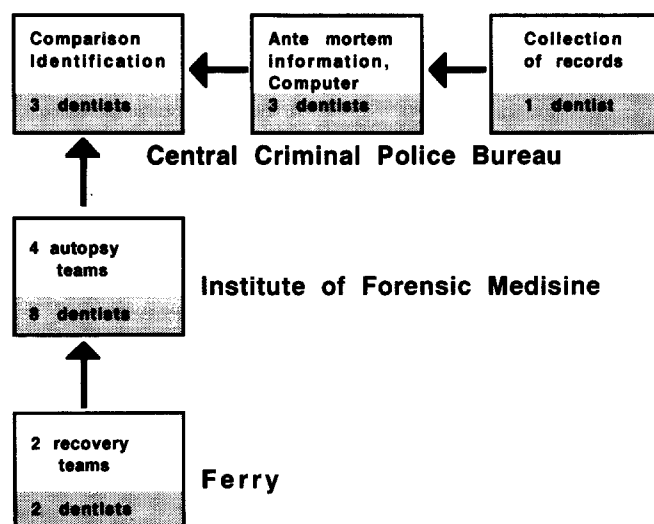 Comparison
Identification
3 dentists
Ante mortem
information,
Computer
3 dentists
Collection
of records
1 dentist
Central Criminal Police Bureau
4 autopsy
teams
8 dentists
Institute of Forensic Medisine
2 recovery
teams
2 dentists
Ferry